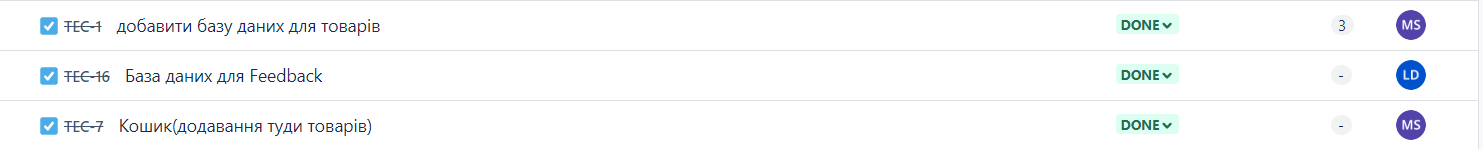 TEC-1 добавити базу даних для товарів DONE 3 MS
TEC-16 База даних для Feedback DONE - LD
TEC-7 Кошик(додавання туди товарів) DONE - MS